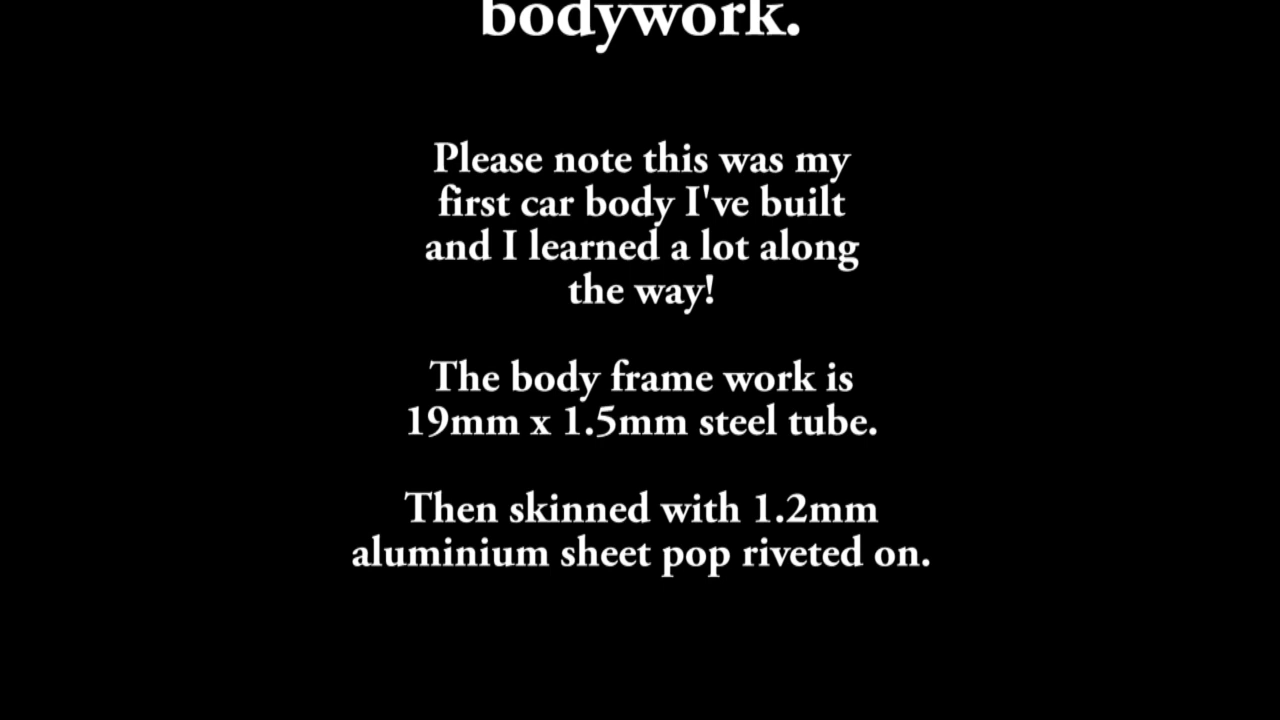 bodywork.
Please note this was my
first car body I've built
and I learned a lot along
the way!
The body frame work is
19mm x 1.5mm steel tube.
Then skinned with 1.2mm
aluminium sheet pop riveted on.